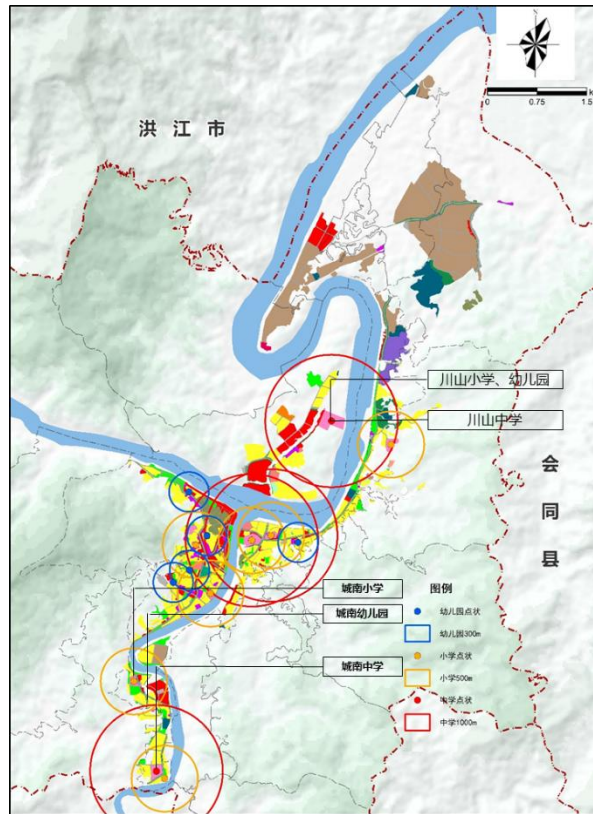 N
0 0.75 1.5
k
洪江市
川山小学、幼儿园
川山中学
会同县
城南小学
城南幼儿园
城南中学
图例
幼儿园点状
幼儿园300m
小学点状
小学500m
中学点状
中学1000m